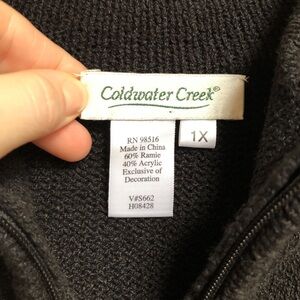 Coldwater Creek®
1X
RN 98516
Made in China
60% Ramie
40% Acrylic
Exclusive of
Decoration
V#S662
H08428